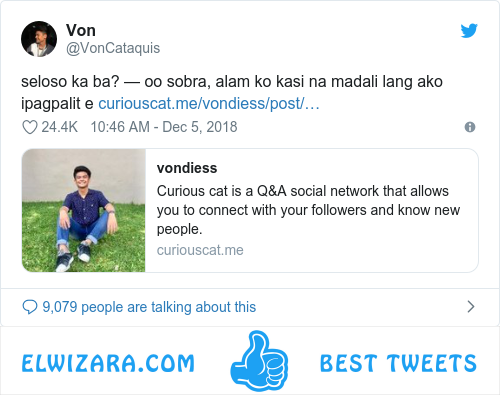 Von
@VonCataquis
seloso ka ba? — oo sobra, alam ko kasi na madali lang ako
ipagpalit e curiouscat.me/vondiess/post/…
24.4K 10:46 AM - Dec 5, 2018
vondiess
Curious cat is a Q&A social network that allows
you to connect with your followers and know new
people.
curiouscat.me
9,079 people are talking about this
ELWIZARA.COM BEST TWEETS